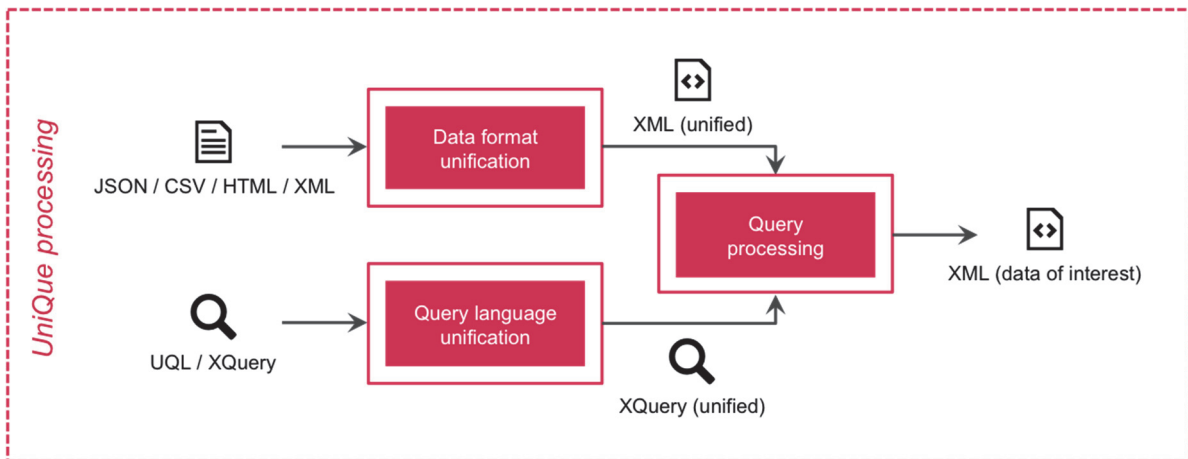 UniQue processing
JSON / CSV / HTML / XML
Data format
unification
XML (unified)
UQL / XQuery
Query language
unification
XQuery (unified)
Query
processing
XML (data of interest)